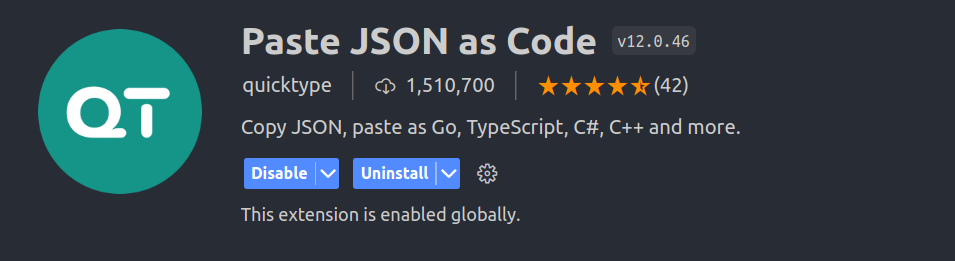 QT
Paste JSON as Code v12.0.46
quicktype 1,510,700 (42)
Copy JSON, paste as Go, TypeScript, C#, C++ and more.
Disable Uninstall
This extension is enabled globally.